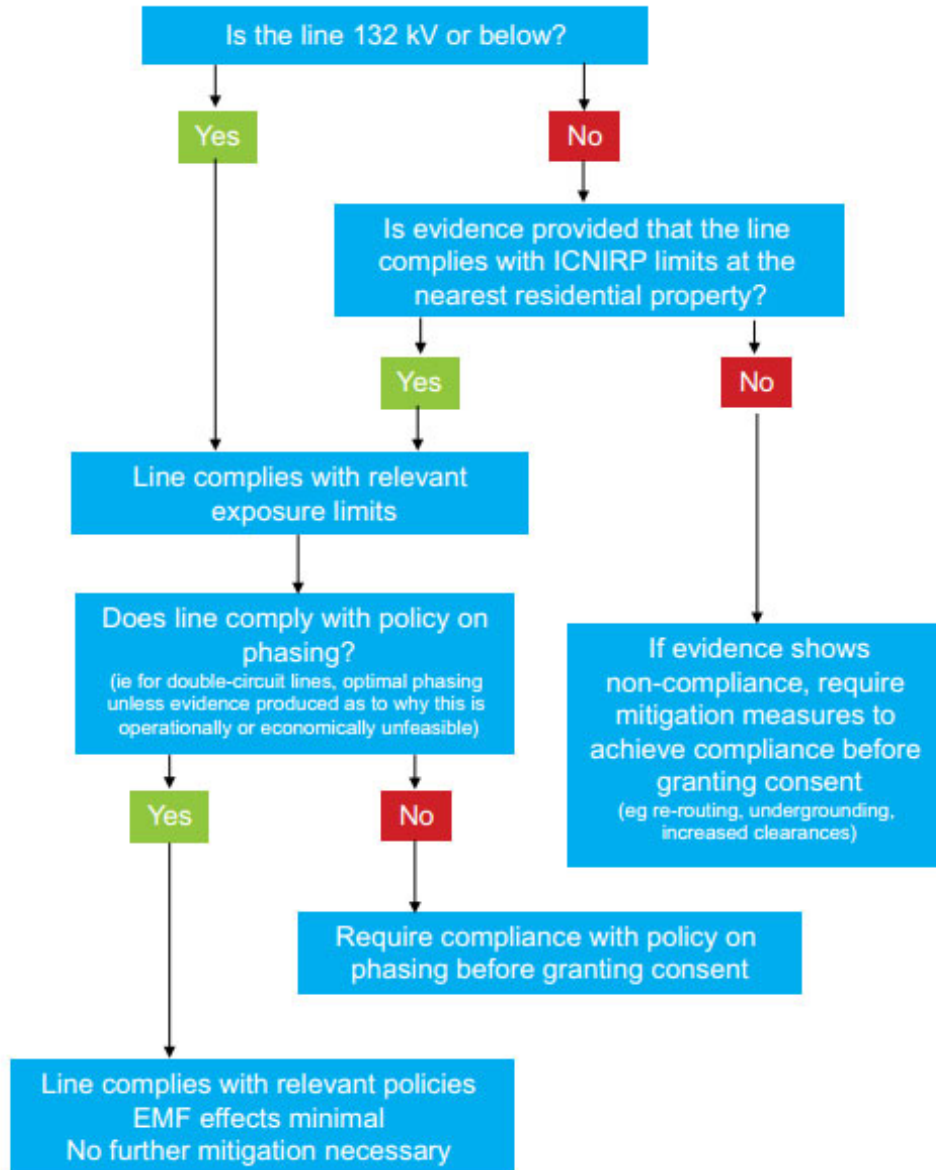 Is the line 132 kV or below?
Yes
No
Is evidence provided that the line
complies with ICNIRP limits at the
nearest residential property?
Yes
No
Line complies with relevant
exposure limits
Does line comply with policy on
phasing?
(ie for double-circuit lines, optimal phasing
unless evidence produced as to why this is
operationally or economically unfeasible)
If evidence shows
non-compliance, require
mitigation measures to
achieve compliance before
granting consent
(eg re-routing, undergrounding,
increased clearances)
Yes
No
Require compliance with policy on
phasing before granting consent
Line complies with relevant policies
EMF effects minimal
No further mitigation necessary